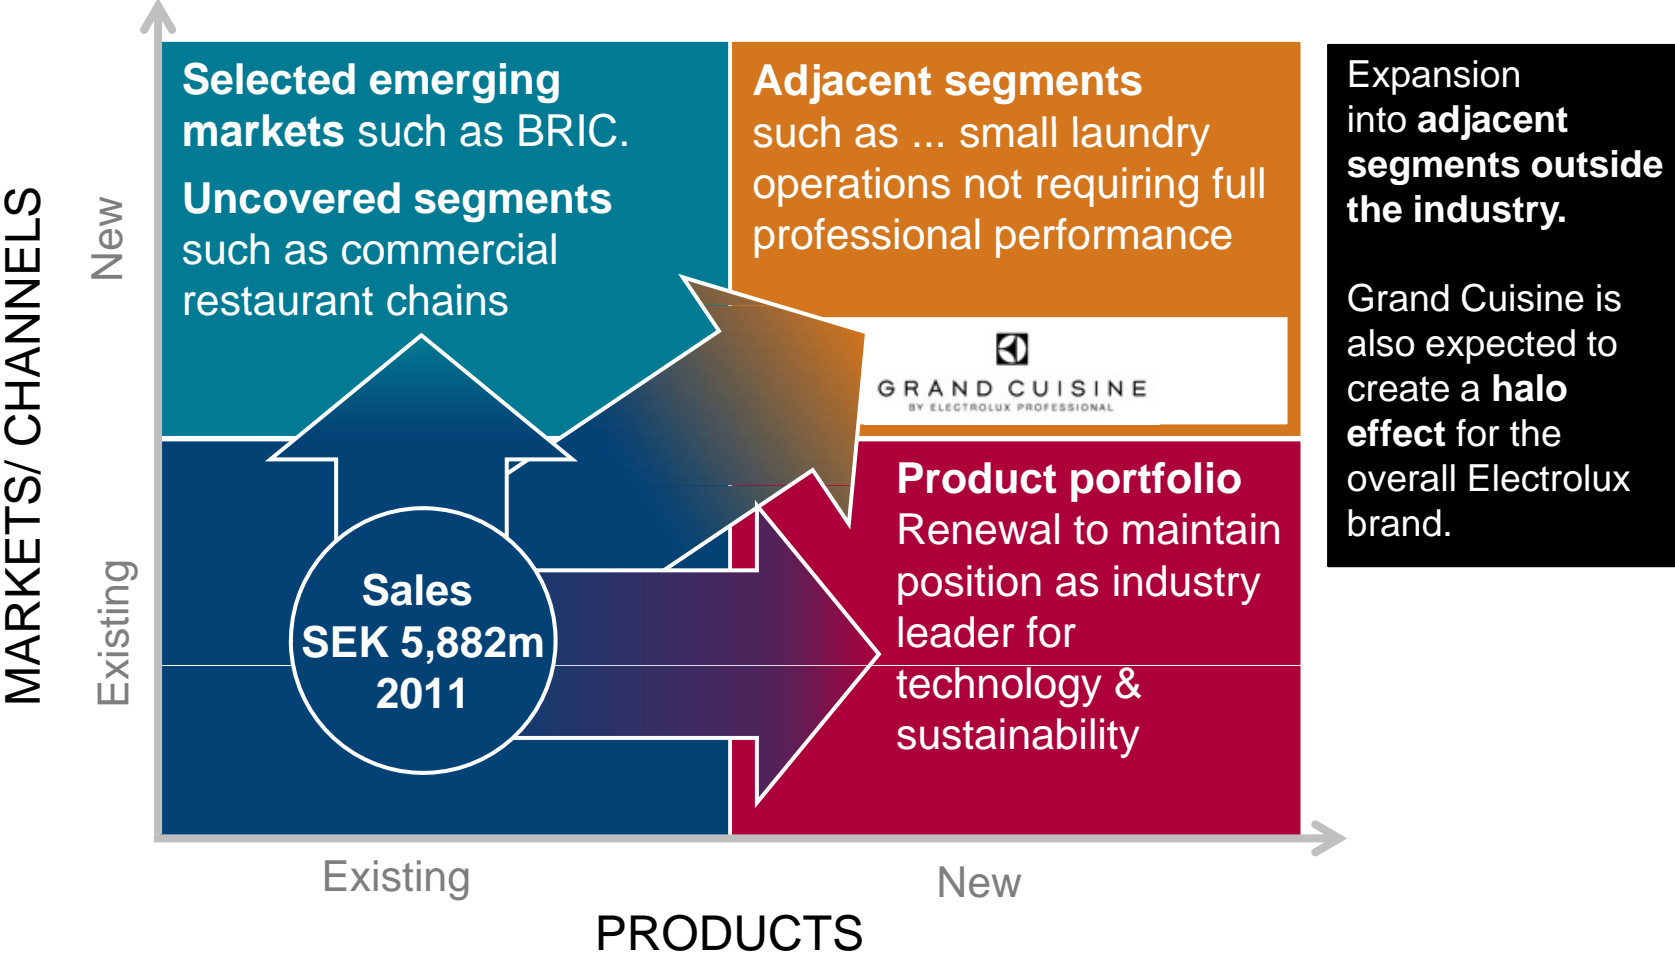 Selected emerging
markets such as BRIC.
Uncovered segments
such as commercial
restaurant chains
Adjacent segments
such as ... small laundry
operations not requiring full
professional performance
GRAND CUISINE
BY ELECTROLUX PROFESSIONAL
Expansion
into adjacent
segments outside
the industry.
Grand Cuisine is
also expected to
create a halo
effect for the
overall Electrolux
brand.
Sales
SEK 5,882m
2011
Product portfolio
Renewal to maintain
position as industry
leader for
technology &
sustainability
MARKETS/ CHANNELS
New
Existing
Existing
New
PRODUCTS